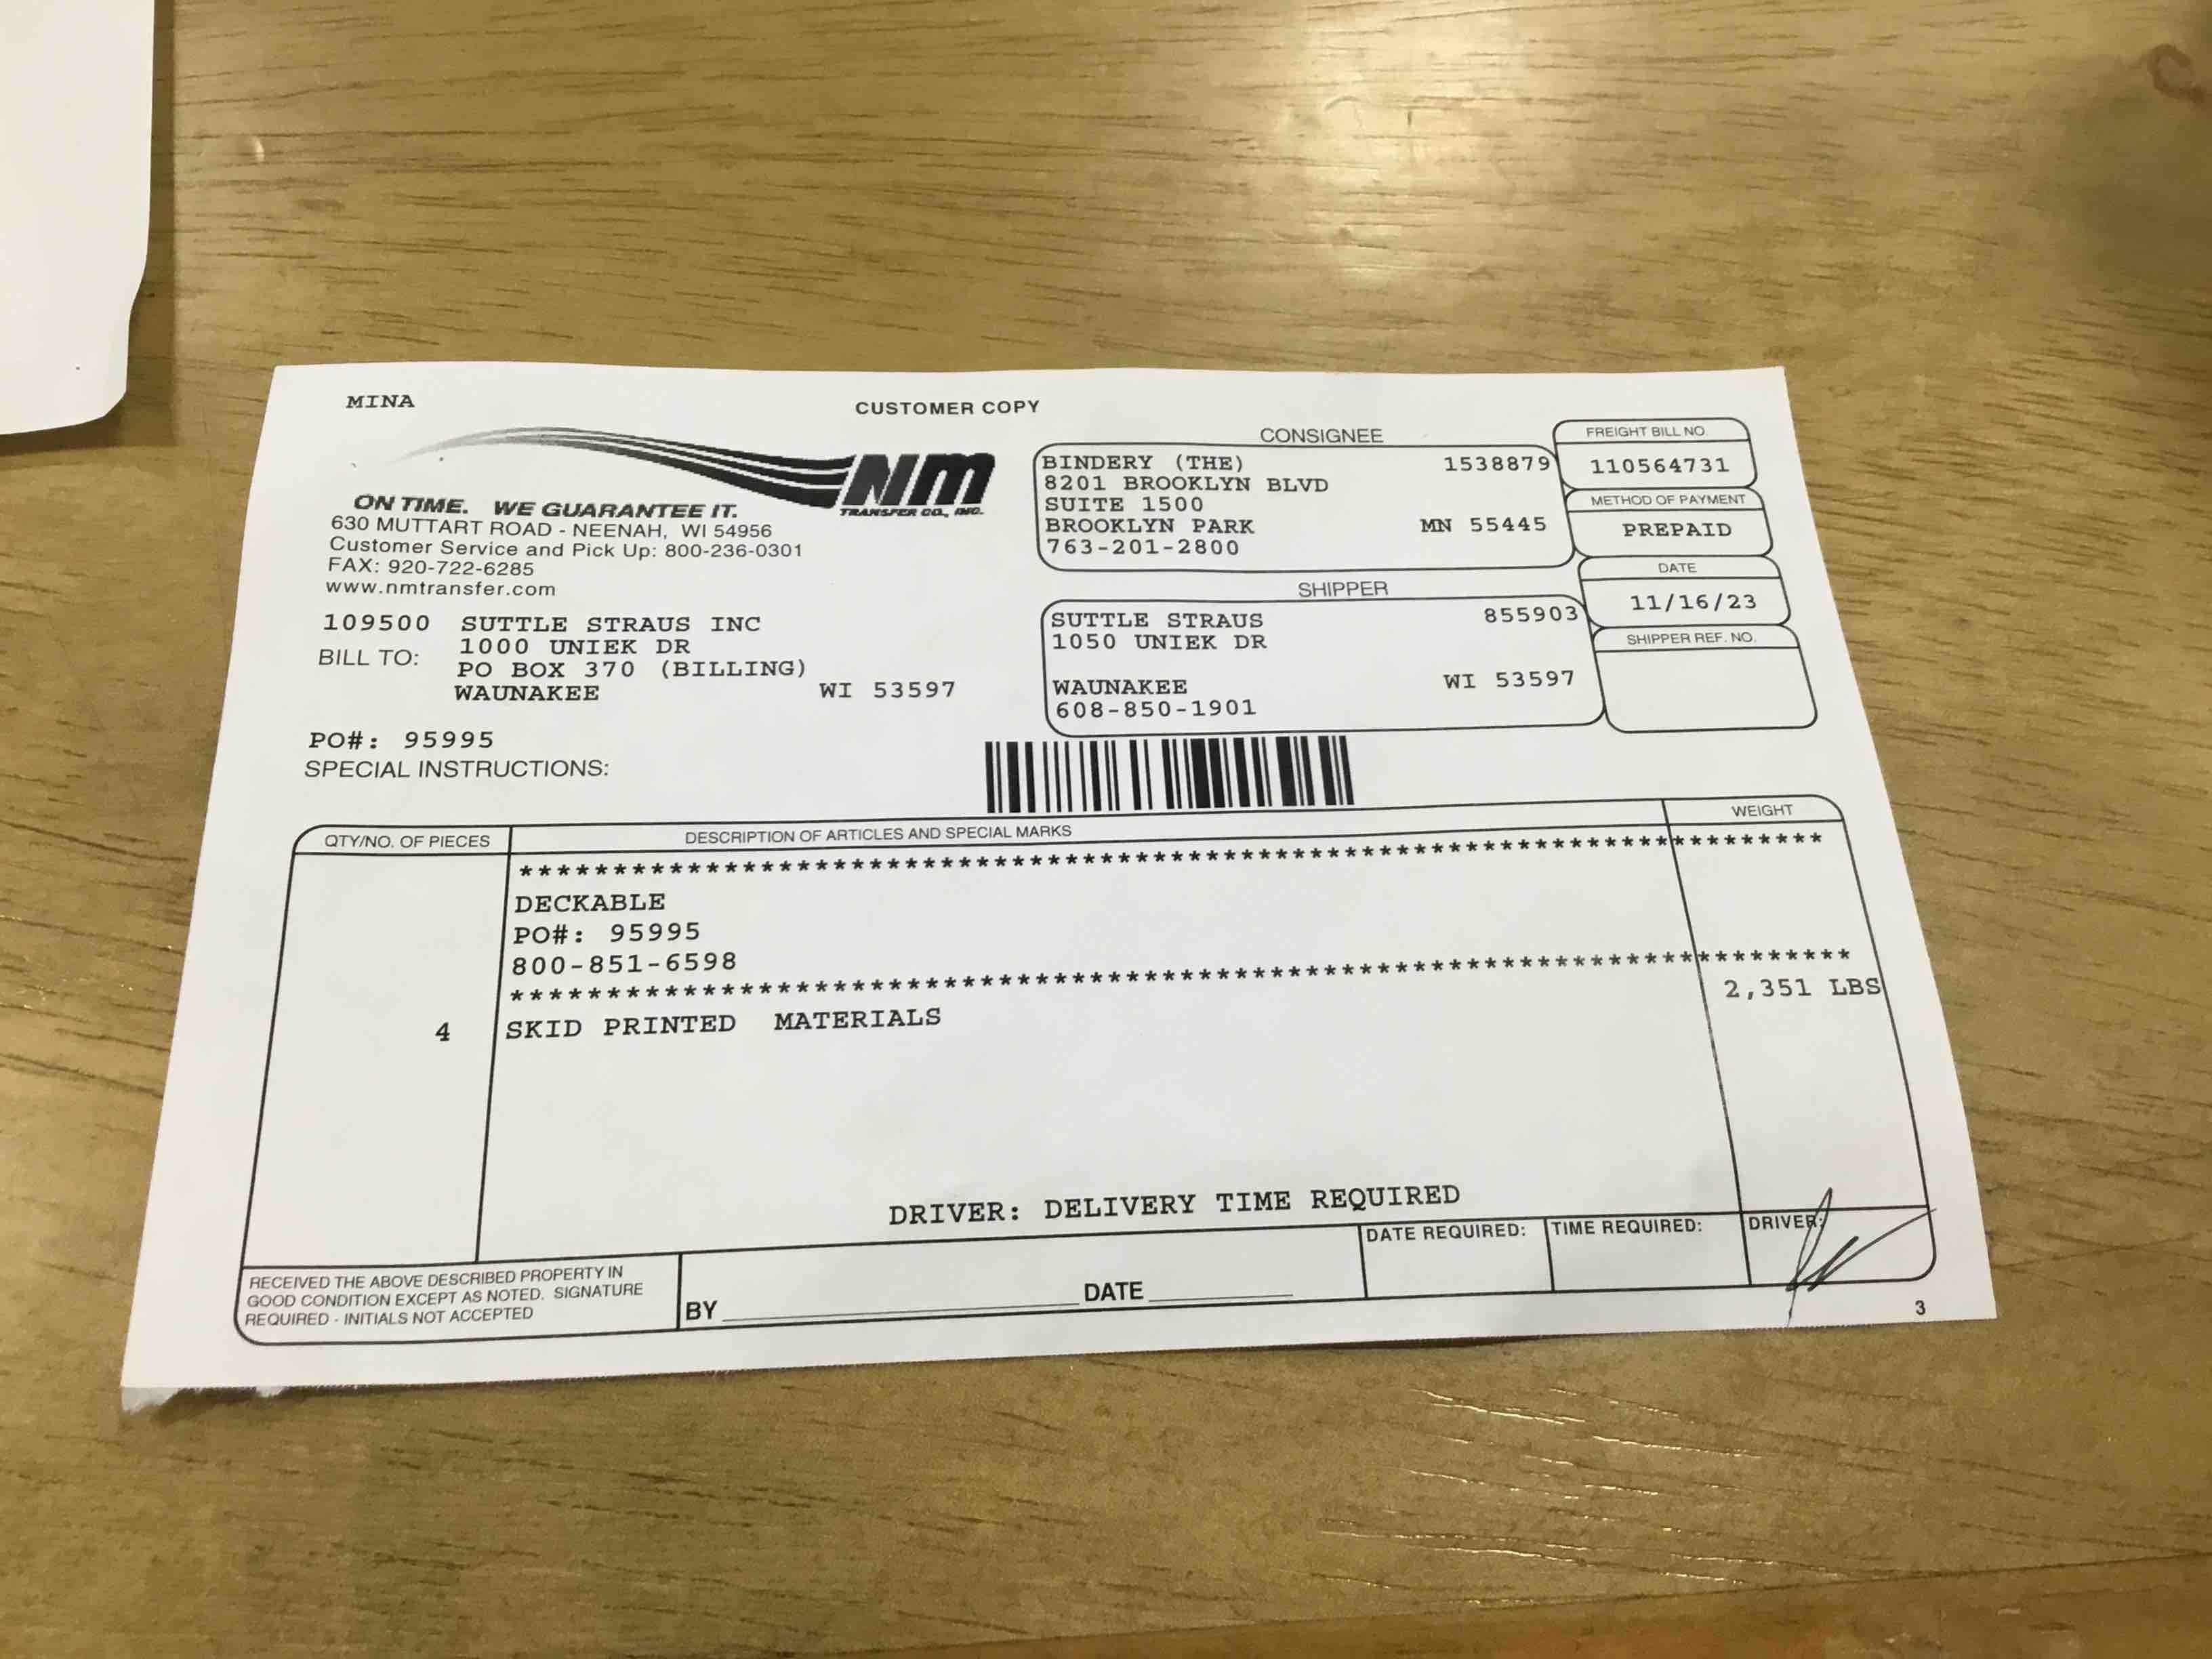 MINA
CUSTOMER COPY
NM
TRANSFER CO., INC.
ON TIME. WE GUARANTEE IT.
630 MUTTART ROAD - NEENAH, WI 54956
Customer Service and Pick Up: 800-236-0301
FAX: 920-722-6285
www.nmtransfer.com
CONSIGNEE
BINDERY (THE) 1538879
8201 BROOKLYN BLVD
SUITE 1500
BROOKLYN PARK MN 55445
763-201-2800
FREIGHT BILL NO.
110564731
METHOD OF PAYMENT
PREPAID
DATE
11/16/23
SHIPPER REF. NO.
SHIPPER
SUTTLE STRAUS 855903
1050 UNIEK DR
WAUNAKEE WI 53597
608-850-1901
109500 SUTTLE STRAUS INC
1000 UNIEK DR
BILL TO:
PO BOX 370 (BILLING)
WAUNAKEE WI 53597
PO#: 95995
SPECIAL INSTRUCTIONS:
QTY/NO. OF PIECES DESCRIPTION OF ARTICLES AND SPECIAL MARKS WEIGHT
DECKABLE
PO#: 95995
800-851-6598
4 SKID PRINTED MATERIALS 2,351 LBS
DRIVER: DELIVERY TIME REQUIRED
RECEIVED THE ABOVE DESCRIBED PROPERTY IN
GOOD CONDITION EXCEPT AS NOTED. SIGNATURE
REQUIRED - INITIALS NOT ACCEPTED
BY DATE
DATE REQUIRED: TIME REQUIRED: DRIVER:
3